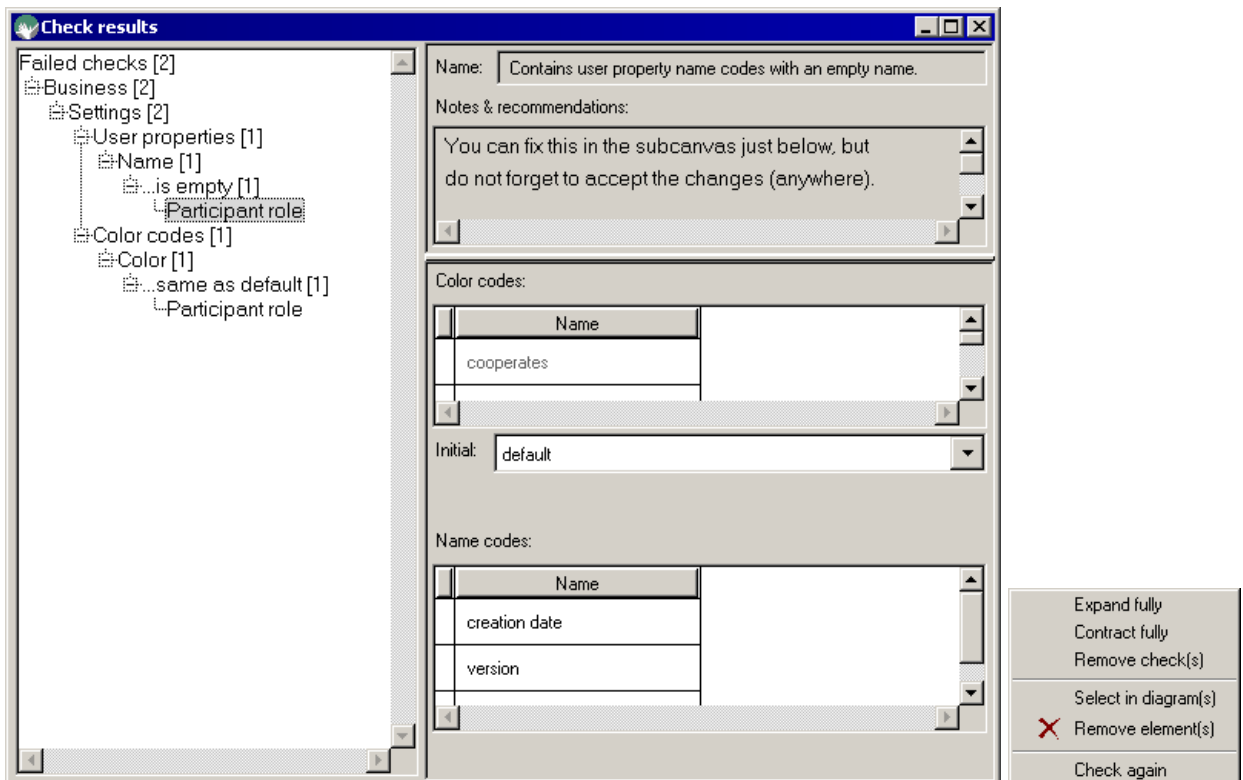 Check results
Failed checks [2]
Business [2]
Settings [2]
User properties [1]
Name [1]
...is empty [1]
Participant role
Color codes [1]
Color [1]
...same as default [1]
Participant role
Name: Contains user property name codes with an empty name.
Notes & recommendations:
You can fix this in the subcanvas just below, but
do not forget to accept the changes (anywhere).
Color codes:
Name
cooperates
Initial: default
Name codes:
Name
creation date
version
Expand fully
Contract fully
Remove check(s)
Select in diagram(s)
Remove element(s)
Check again